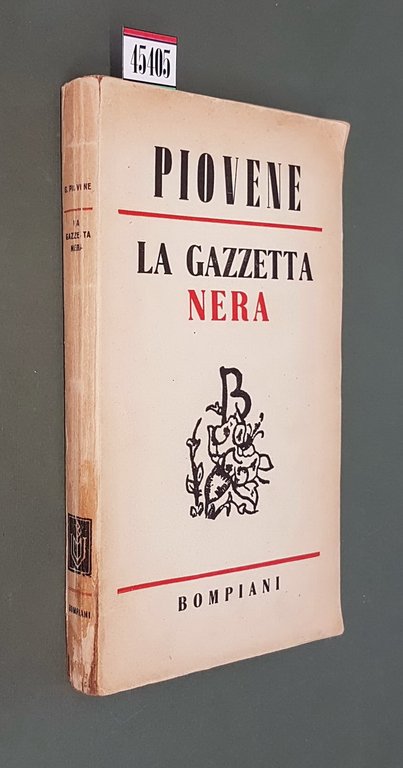 45405
PIOVENE
LA GAZZETTA
NERA
B
BOMPIANI
G. PIOVENE
LA
GAZZETTA
NERA
BOMPIANI